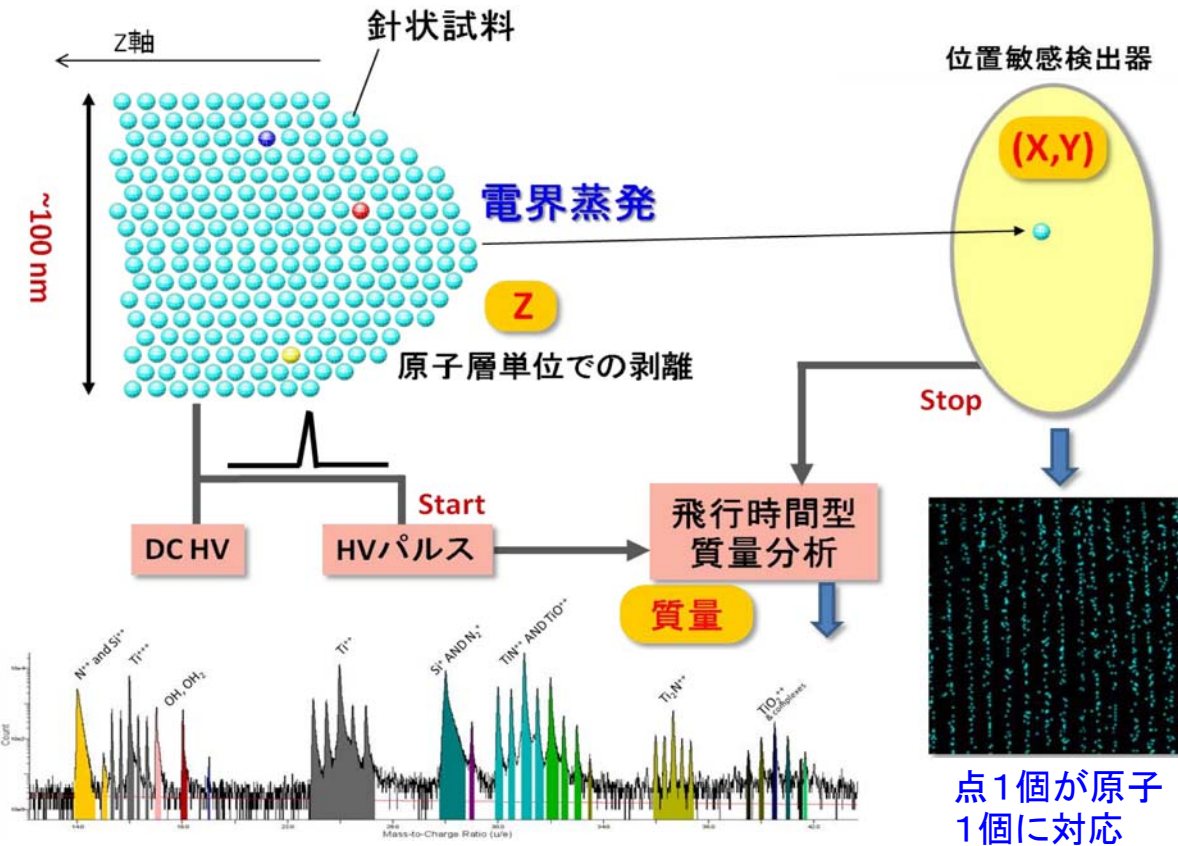 針状試料
Z軸
位置敏感検出器
(X,Y)
~100 nm
電界蒸発
Z
原子層単位での剥離
Stop
Start
DC HV
HVパルス
飛行時間型
質量分析
質量
N⁺⁺ and Si⁺⁺
Ti⁺⁺⁺
OH, OH₂
Ti⁺⁺
Si⁺ AND N₂⁺
TiN⁺⁺ AND TiO⁺⁺
Ti₂N⁺⁺
TiO₂⁺⁺
& complexes
Count
Mass-to-Charge Ratio (u/e)
点1個が原子
1個に対応